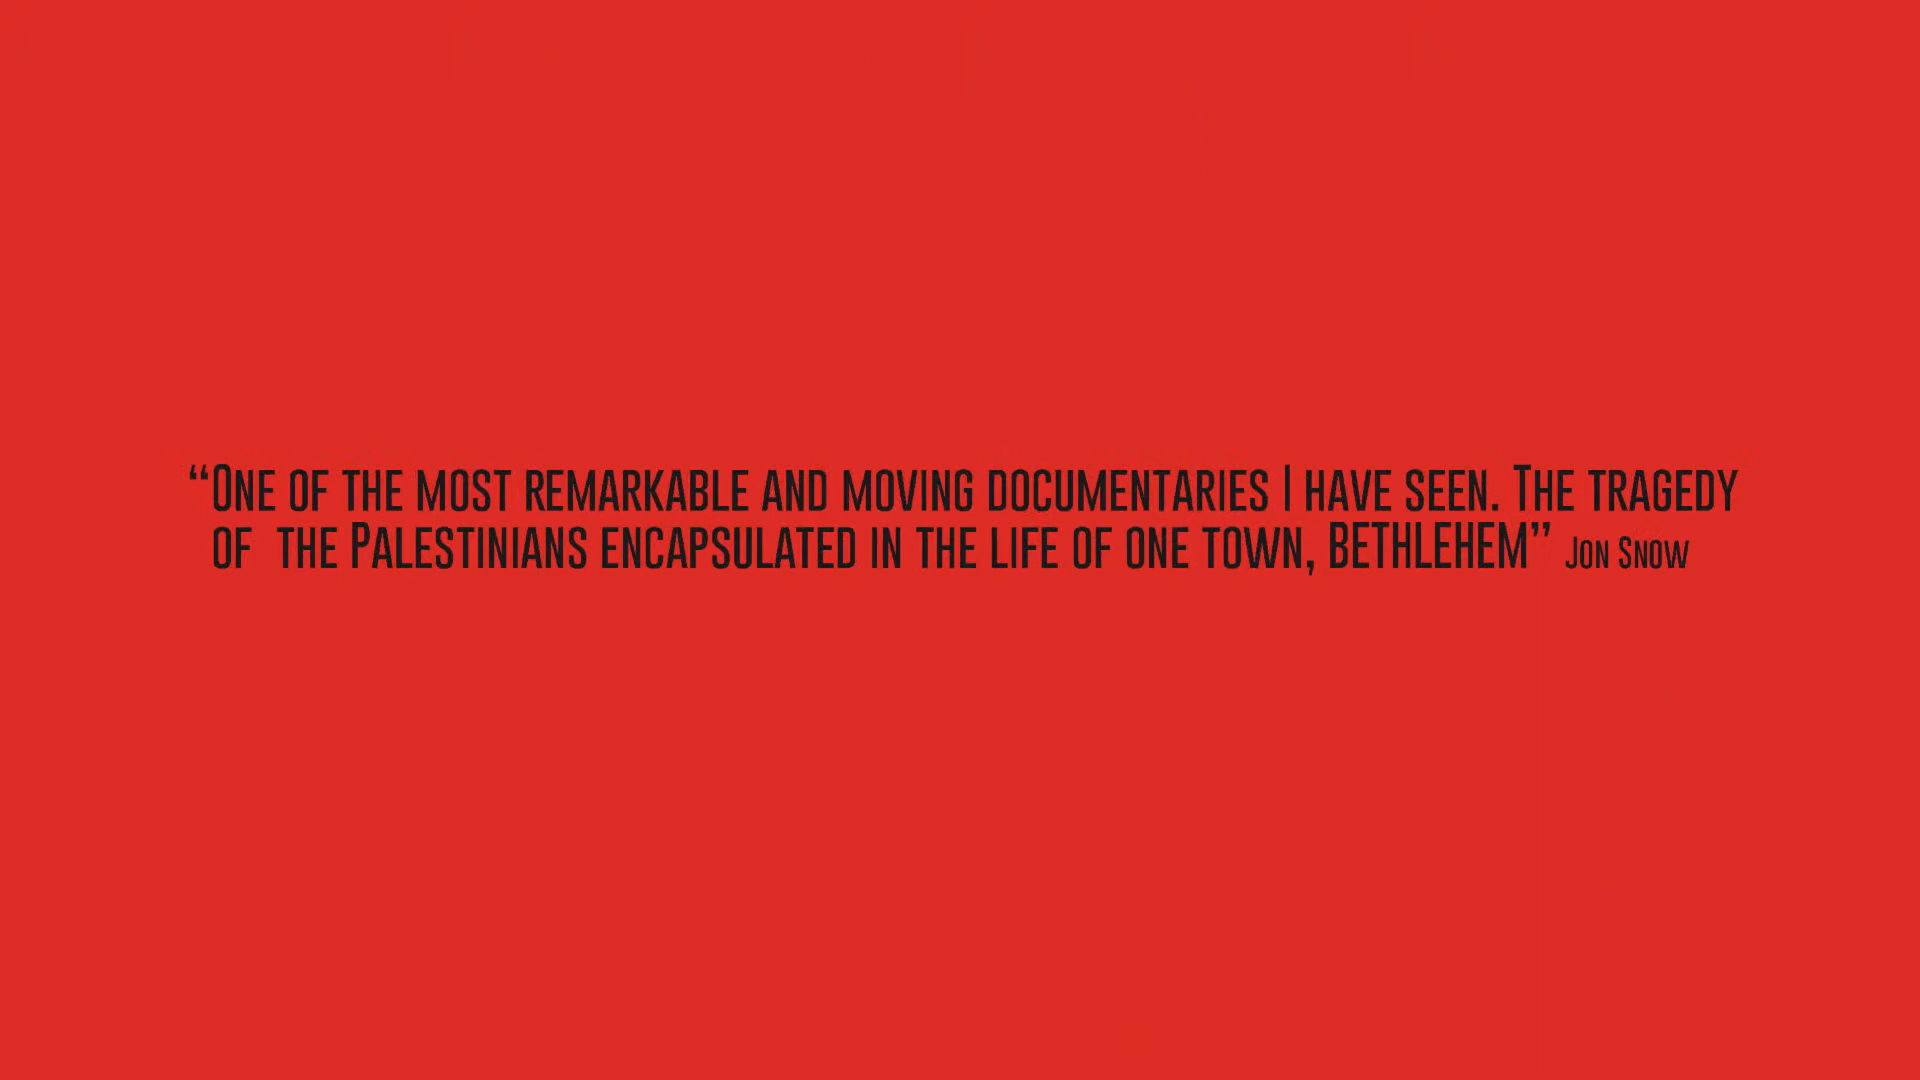 “One of the most remarkable and moving documentaries I have seen. The tragedy
of  the Palestinians encapsulated in the life of one town, BETHLEHEM” Jon Snow